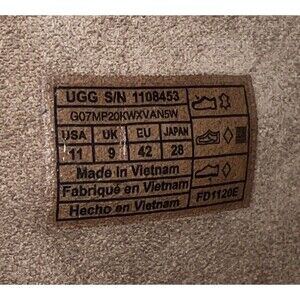 UGG S/N 1108453
G07MP20KWXVAN5W
USA UK EU JAPAN
11 9 42 28
Made In Vietnam
Fabriqué en Vietnam
Hecho en Vietnam
FD1120E